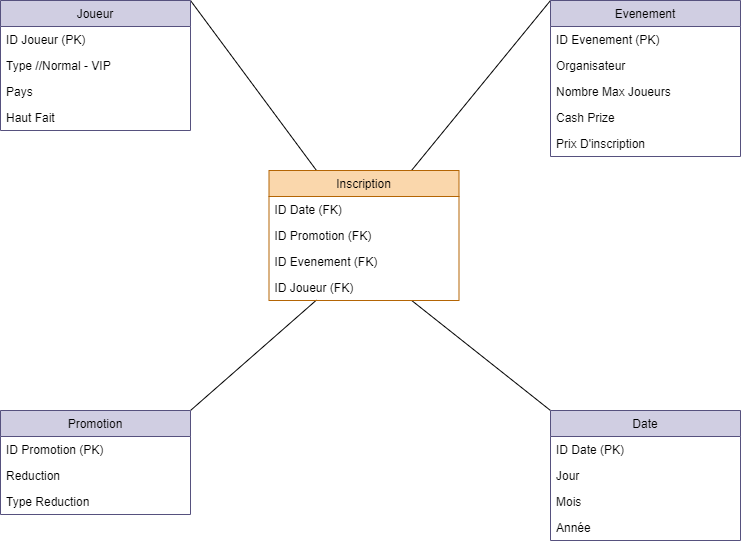 Joueur
ID Joueur (PK)
Type //Normal - VIP
Pays
Haut Fait
Evenement
ID Evenement (PK)
Organisateur
Nombre Max Joueurs
Cash Prize
Prix D'inscription
Inscription
ID Date (FK)
ID Promotion (FK)
ID Evenement (FK)
ID Joueur (FK)
Promotion
ID Promotion (PK)
Reduction
Type Reduction
Date
ID Date (PK)
Jour
Mois
Année